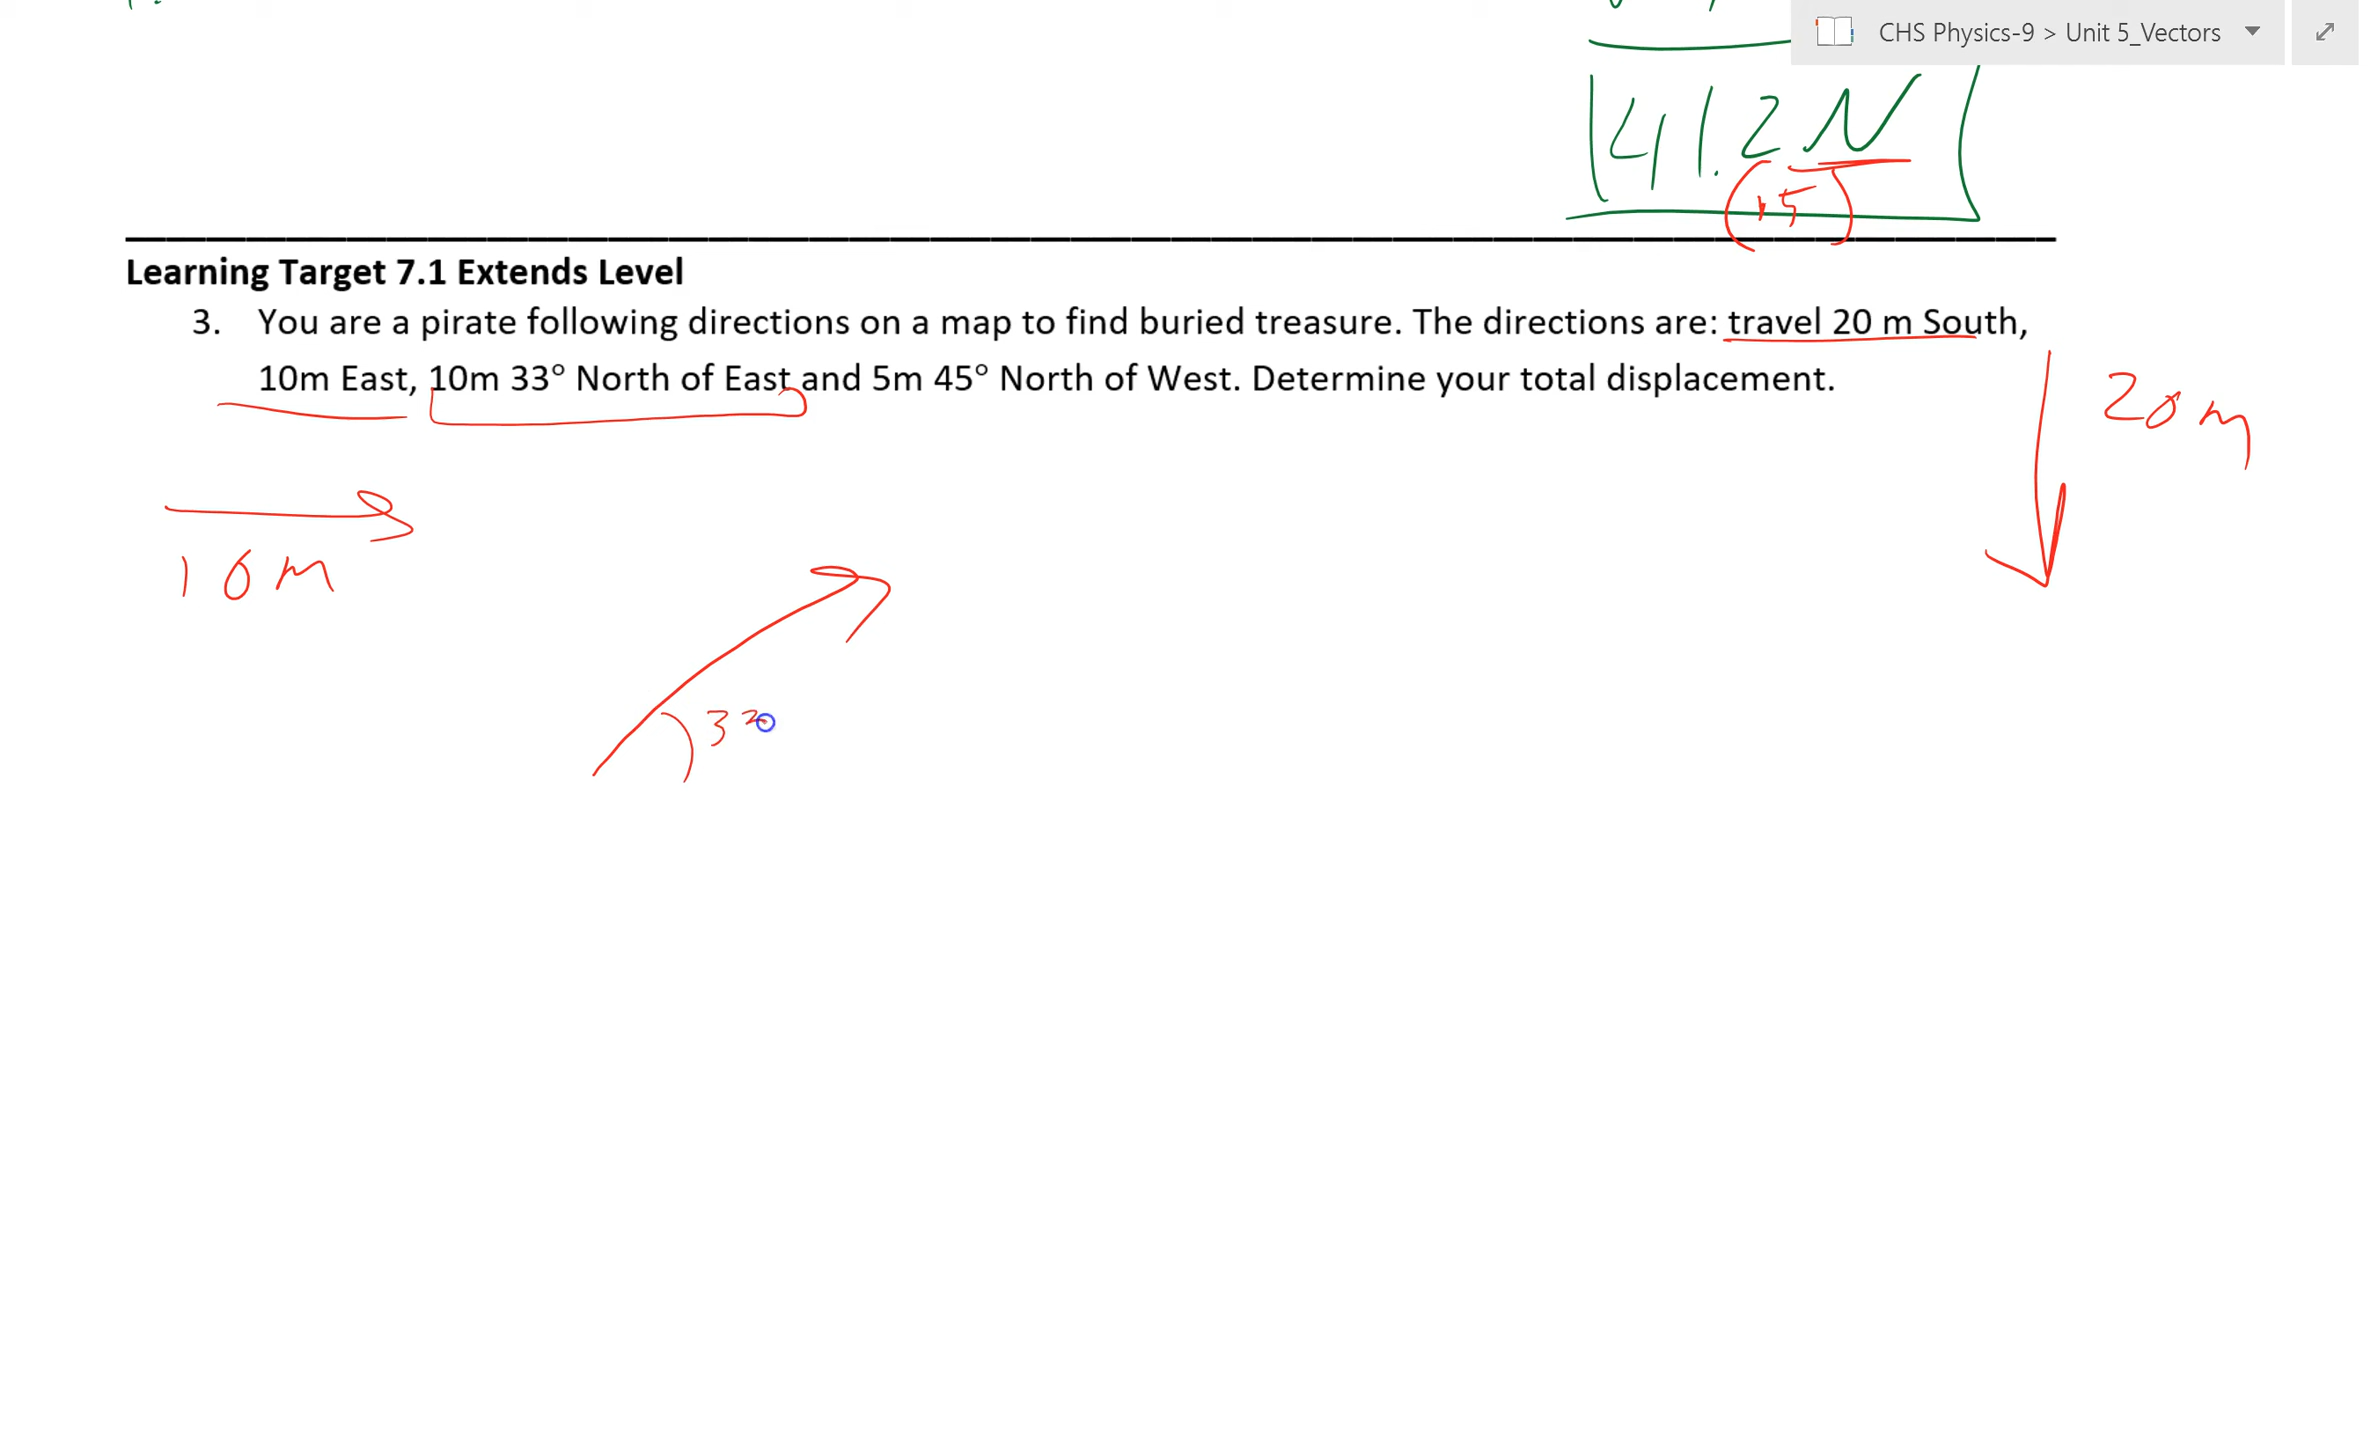 CHS Physics-9 > Unit 5_Vectors
41.2 N
Learning Target 7.1 Extends Level
3. You are a pirate following directions on a map to find buried treasure. The directions are: travel 20 m South,
10m East, 10m 33° North of East and 5m 45° North of West. Determine your total displacement.
20m
10m
33